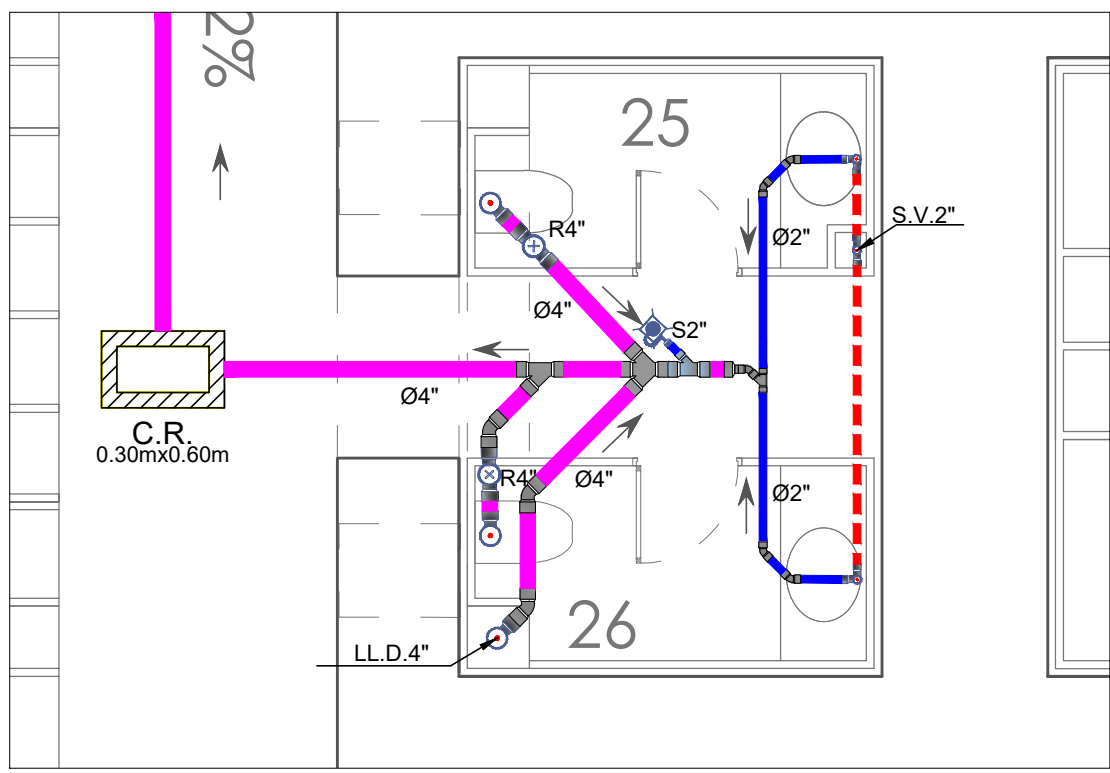 2%
25
R4"
S.V.2"
Ø2"
Ø4"
S2"
Ø4"
C.R.
0.30mx0.60m
R4"
Ø4"
Ø2"
26
LL.D.4"